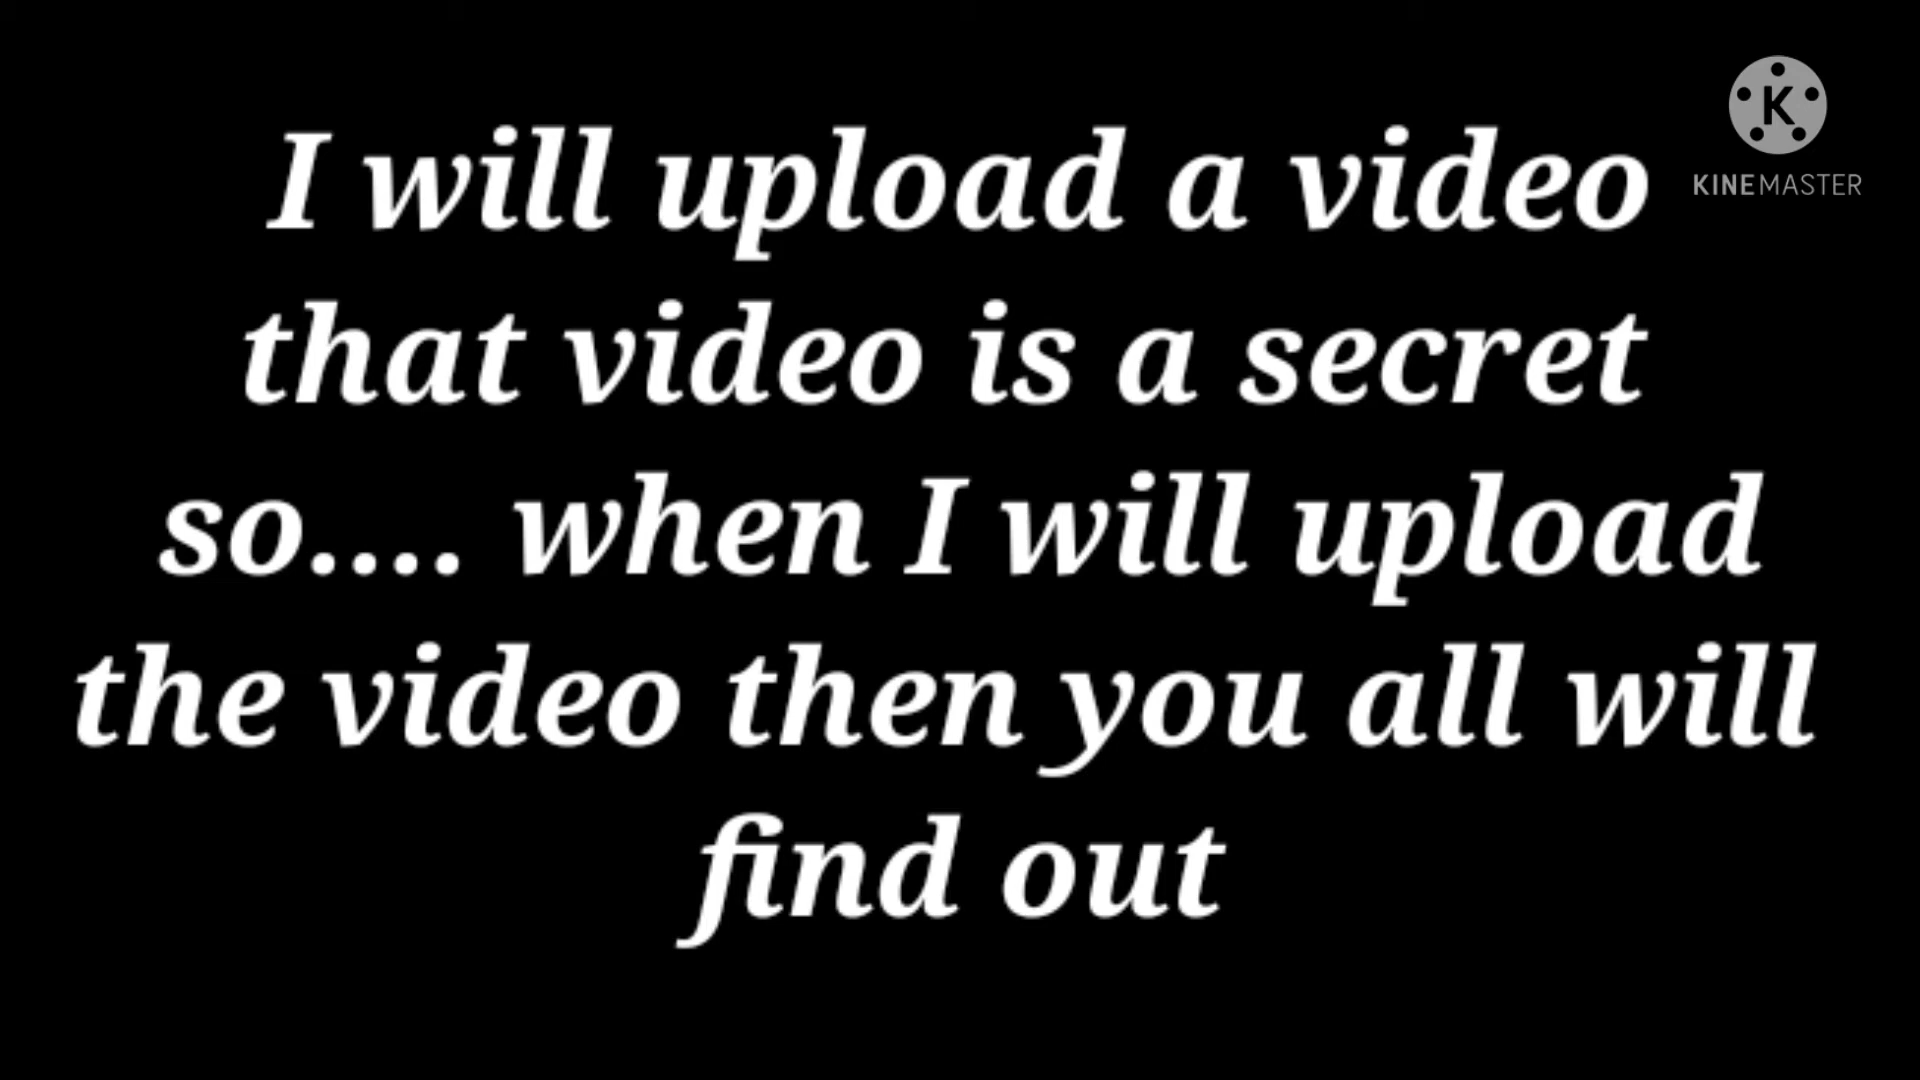 I will upload a video
that video is a secret
so.... when I will upload
the video then you all will
find out
K
KINEMASTER